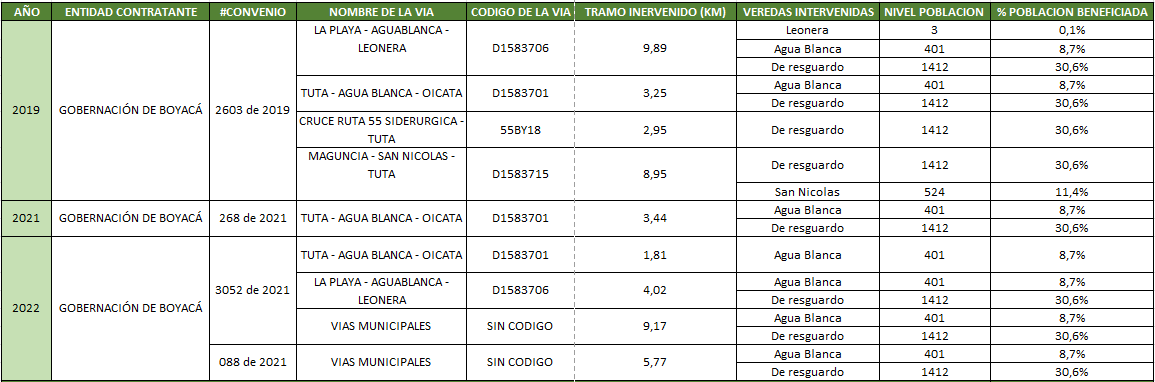 AÑO ENTIDAD CONTRATANTE #CONVENIO NOMBRE DE LA VIA CODIGO DE LA VIA TRAMO INERVENIDO (KM) VEREDAS INTERVENIDAS NIVEL POBLACION % POBLACION BENEFICIADA
2019 GOBERNACIÓN DE BOYACÁ 2603 de 2019
LA PLAYA - AGUABLANCA -
LEONERA
D1583706 9,89
Leonera 3 0,1%
Agua Blanca 401 8,7%
De resguardo 1412 30,6%
TUTA - AGUA BLANCA - OICATA D1583701 3,25
Agua Blanca 401 8,7%
De resguardo 1412 30,6%
CRUCE RUTA 55 SIDERURGICA -
TUTA
55BY18 2,95
De resguardo 1412 30,6%
MAGUNCIA - SAN NICOLAS -
TUTA
D1583715 8,95
De resguardo 1412 30,6%
San Nicolas 524 11,4%
2021 GOBERNACIÓN DE BOYACÁ 268 de 2021 TUTA - AGUA BLANCA - OICATA D1583701 3,44
Agua Blanca 401 8,7%
De resguardo 1412 30,6%
2022 GOBERNACIÓN DE BOYACÁ 3052 de 2021
TUTA - AGUA BLANCA - OICATA D1583701 1,81 Agua Blanca 401 8,7%
LA PLAYA - AGUABLANCA -
LEONERA
D1583706 4,02
Agua Blanca 401 8,7%
De resguardo 1412 30,6%
VIAS MUNICIPALES SIN CODIGO 9,17
Agua Blanca 401 8,7%
De resguardo 1412 30,6%
088 de 2021 VIAS MUNICIPALES SIN CODIGO 5,77
Agua Blanca 401 8,7%
De resguardo 1412 30,6%